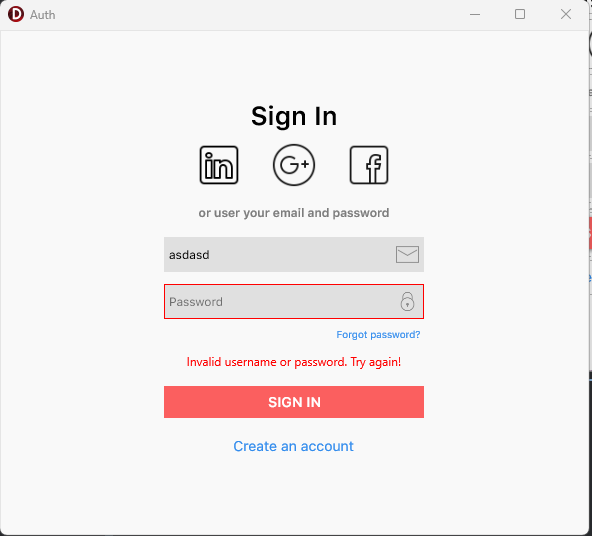 D Auth
Sign In
in G+ f
or user your email and password
asdasd
Password
Forgot password?
Invalid username or password. Try again!
SIGN IN
Create an account